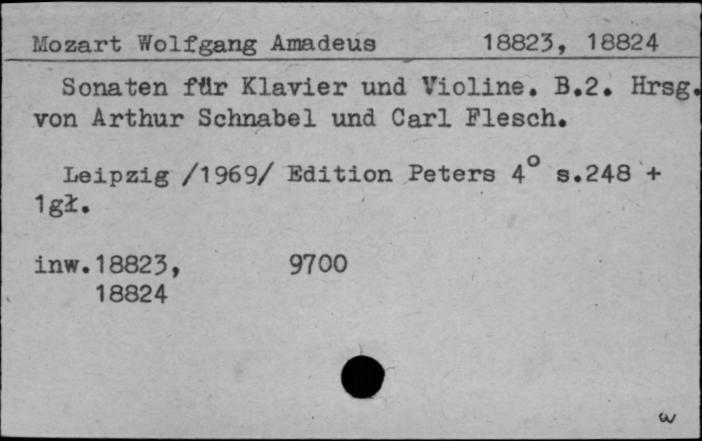 Mozart Wolfgang Amadeus 18823, 18824
Sonaten für Klavier und Violine. B.2. Hrsg.
von Arthur Schnabel und Carl Flesch.
Leipzig /1969/ Edition Peters 4° s.248 +
1gł.
inw.18823, 9700
18824
ω